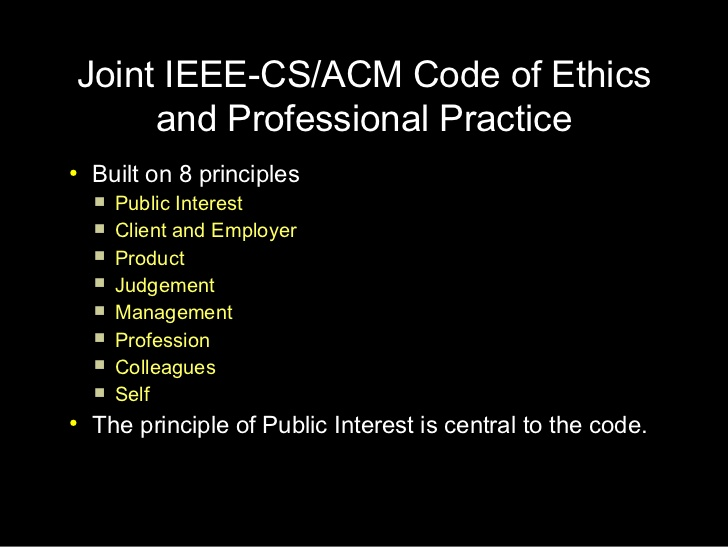 Joint IEEE-CS/ACM Code of Ethics
and Professional Practice
• Built on 8 principles
■ Public Interest
■ Client and Employer
■ Product
■ Judgement
■ Management
■ Profession
■ Colleagues
■ Self
• The principle of Public Interest is central to the code.